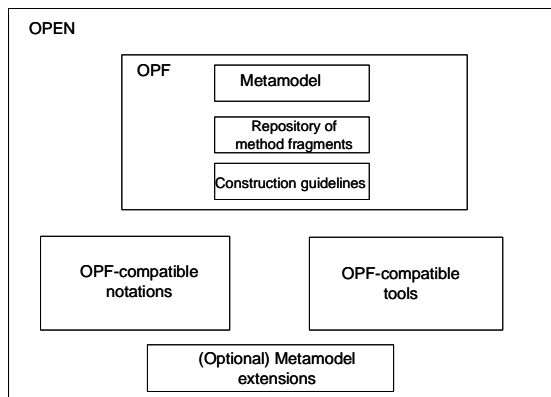 OPEN
OPF
Metamodel
Repository of
method fragments
Construction guidelines
OPF-compatible
notations
OPF-compatible
tools
(Optional) Metamodel
extensions